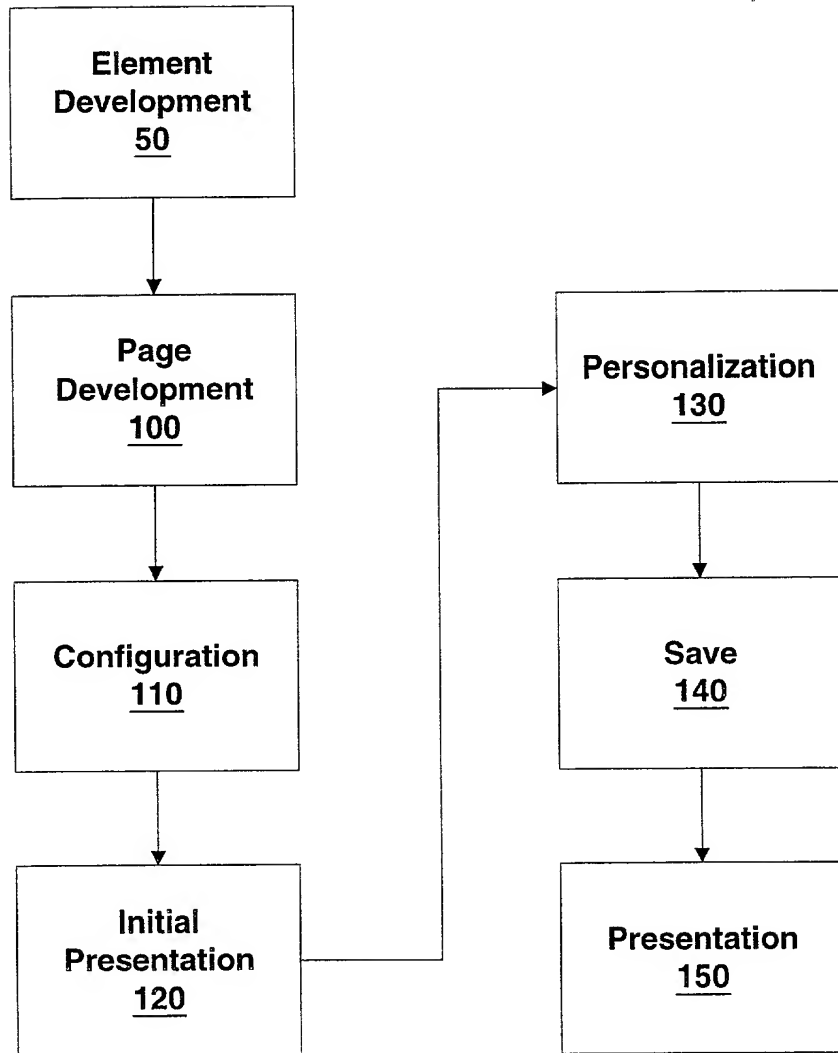 Element
Development
50
Page
Development
100
Configuration
110
Initial
Presentation
120
Personalization
130
Save
140
Presentation
150